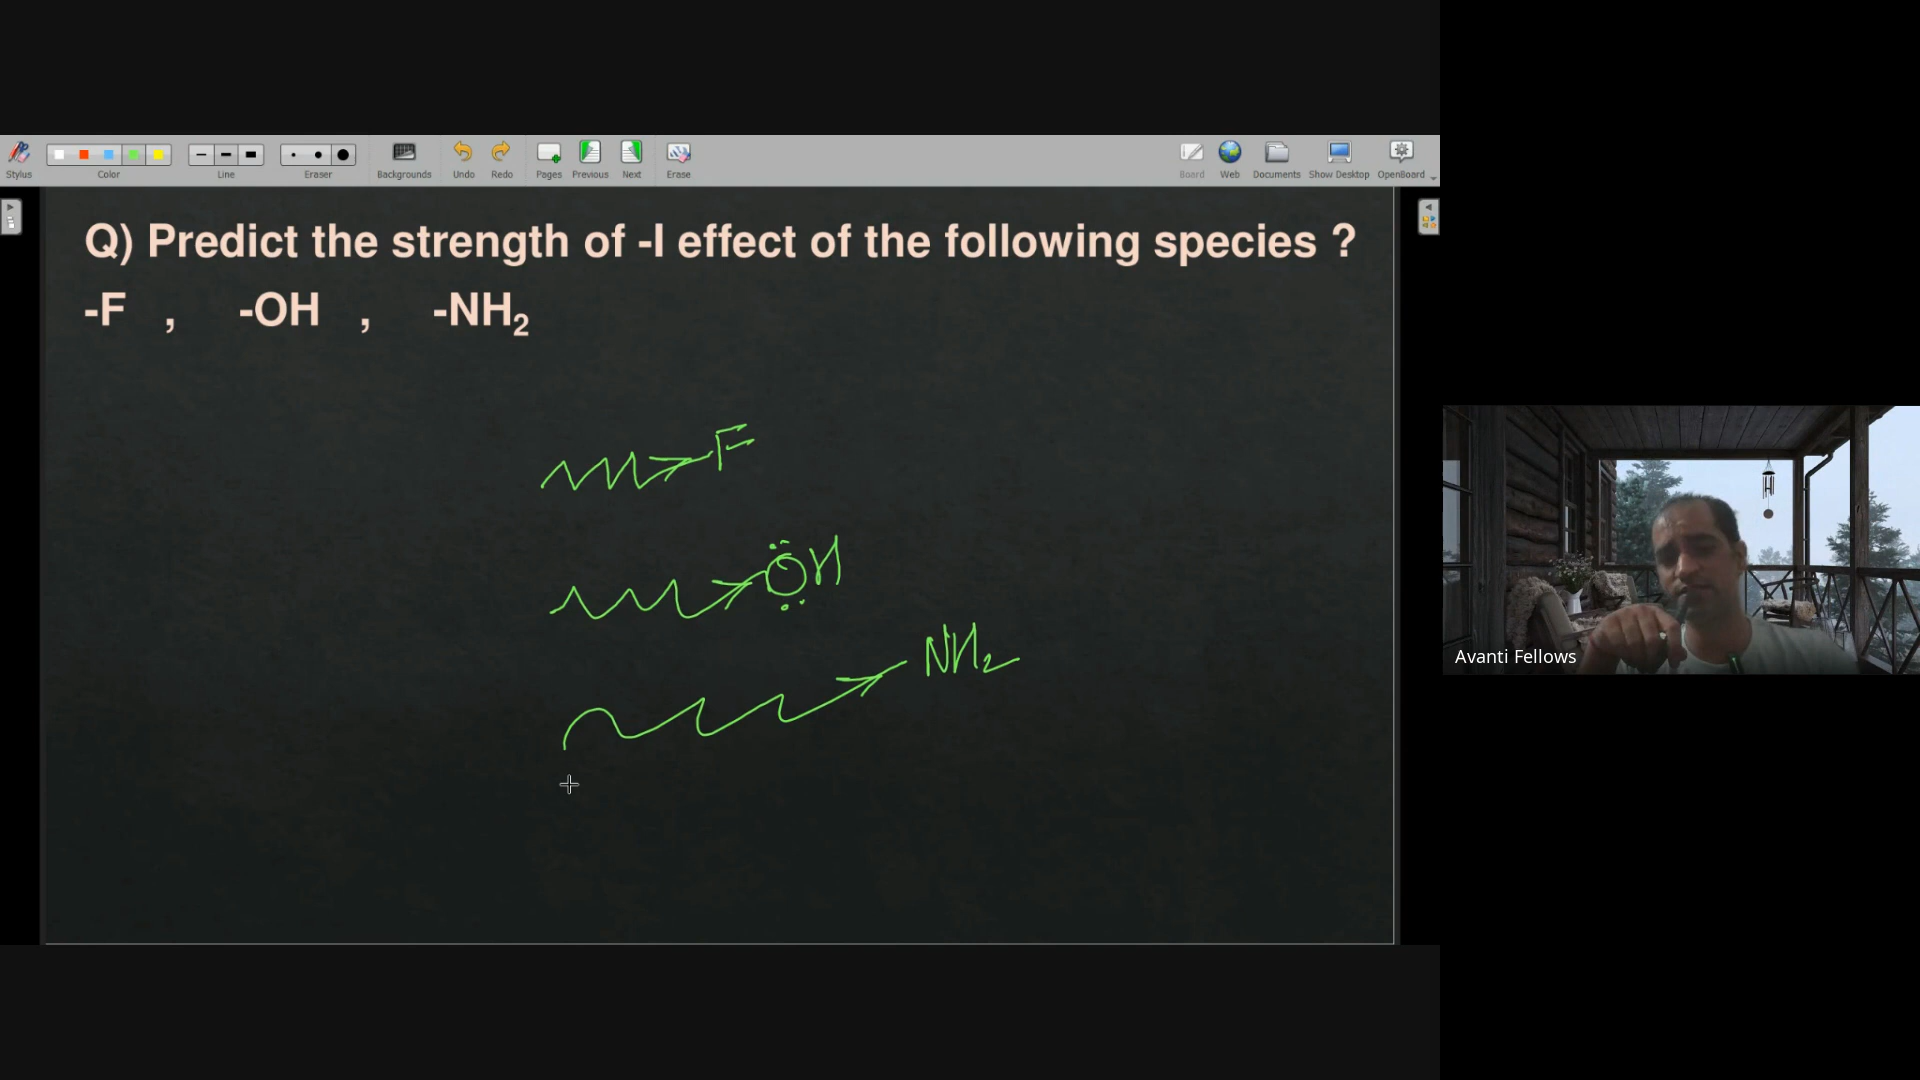 Stylus Color Line Eraser Backgrounds Undo Redo Pages Previous Next Erase Board Web Documents Show Desktop OpenBoard
Q) Predict the strength of -I effect of the following species ?
-F , -OH , -NH₂
F
ÖH
NH₂
Avanti Fellows